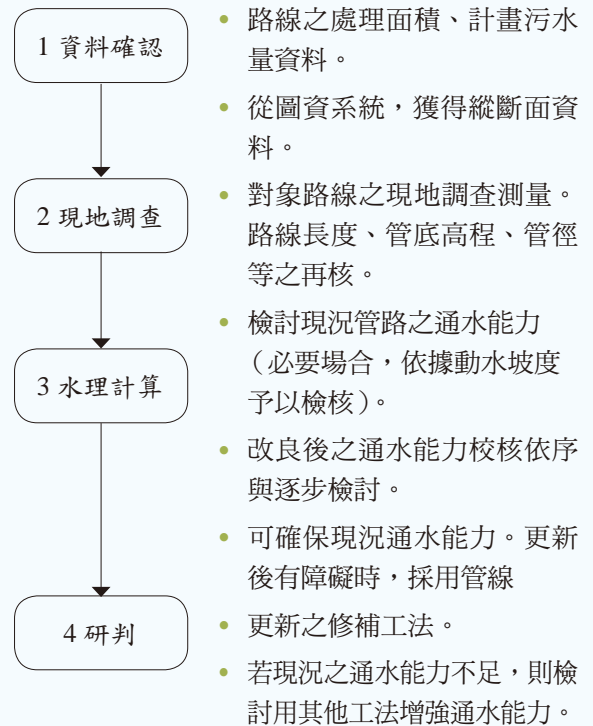 1 資料確認
• 路線之處理面積、計畫污水
量資料。
• 從圖資系統，獲得縱斷面資
料。
2 現地調查
• 對象路線之現地調查測量。
路線長度、管底高程、管徑
等之再核。
3 水理計算
• 檢討現況管路之通水能力
（必要場合，依據動水坡度
予以檢核）。
• 改良後之通水能力校核依序
與逐步檢討。
4 研判
• 可確保現況通水能力。更新
後有障礙時，採用管線
• 更新之修補工法。
• 若現況之通水能力不足，則檢
討用其他工法增強通水能力。